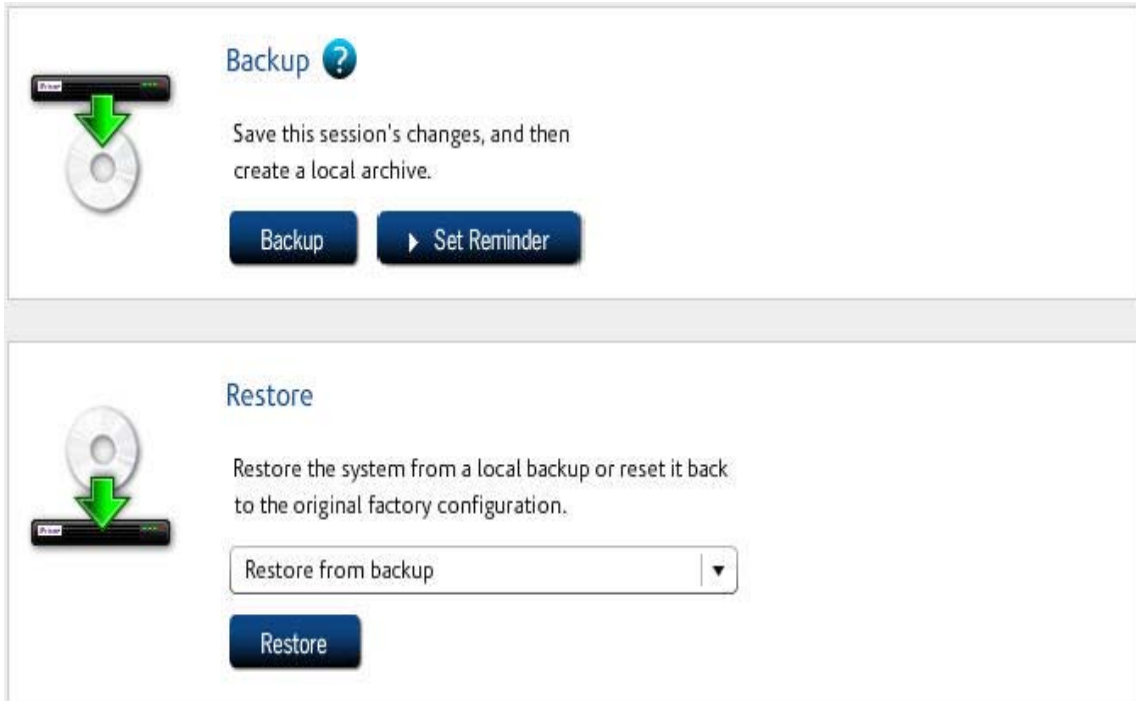 Backup ?
Save this session's changes, and then
create a local archive.
Backup
Set Reminder
Restore
Restore the system from a local backup or reset it back
to the original factory configuration.
Restore from backup
Restore